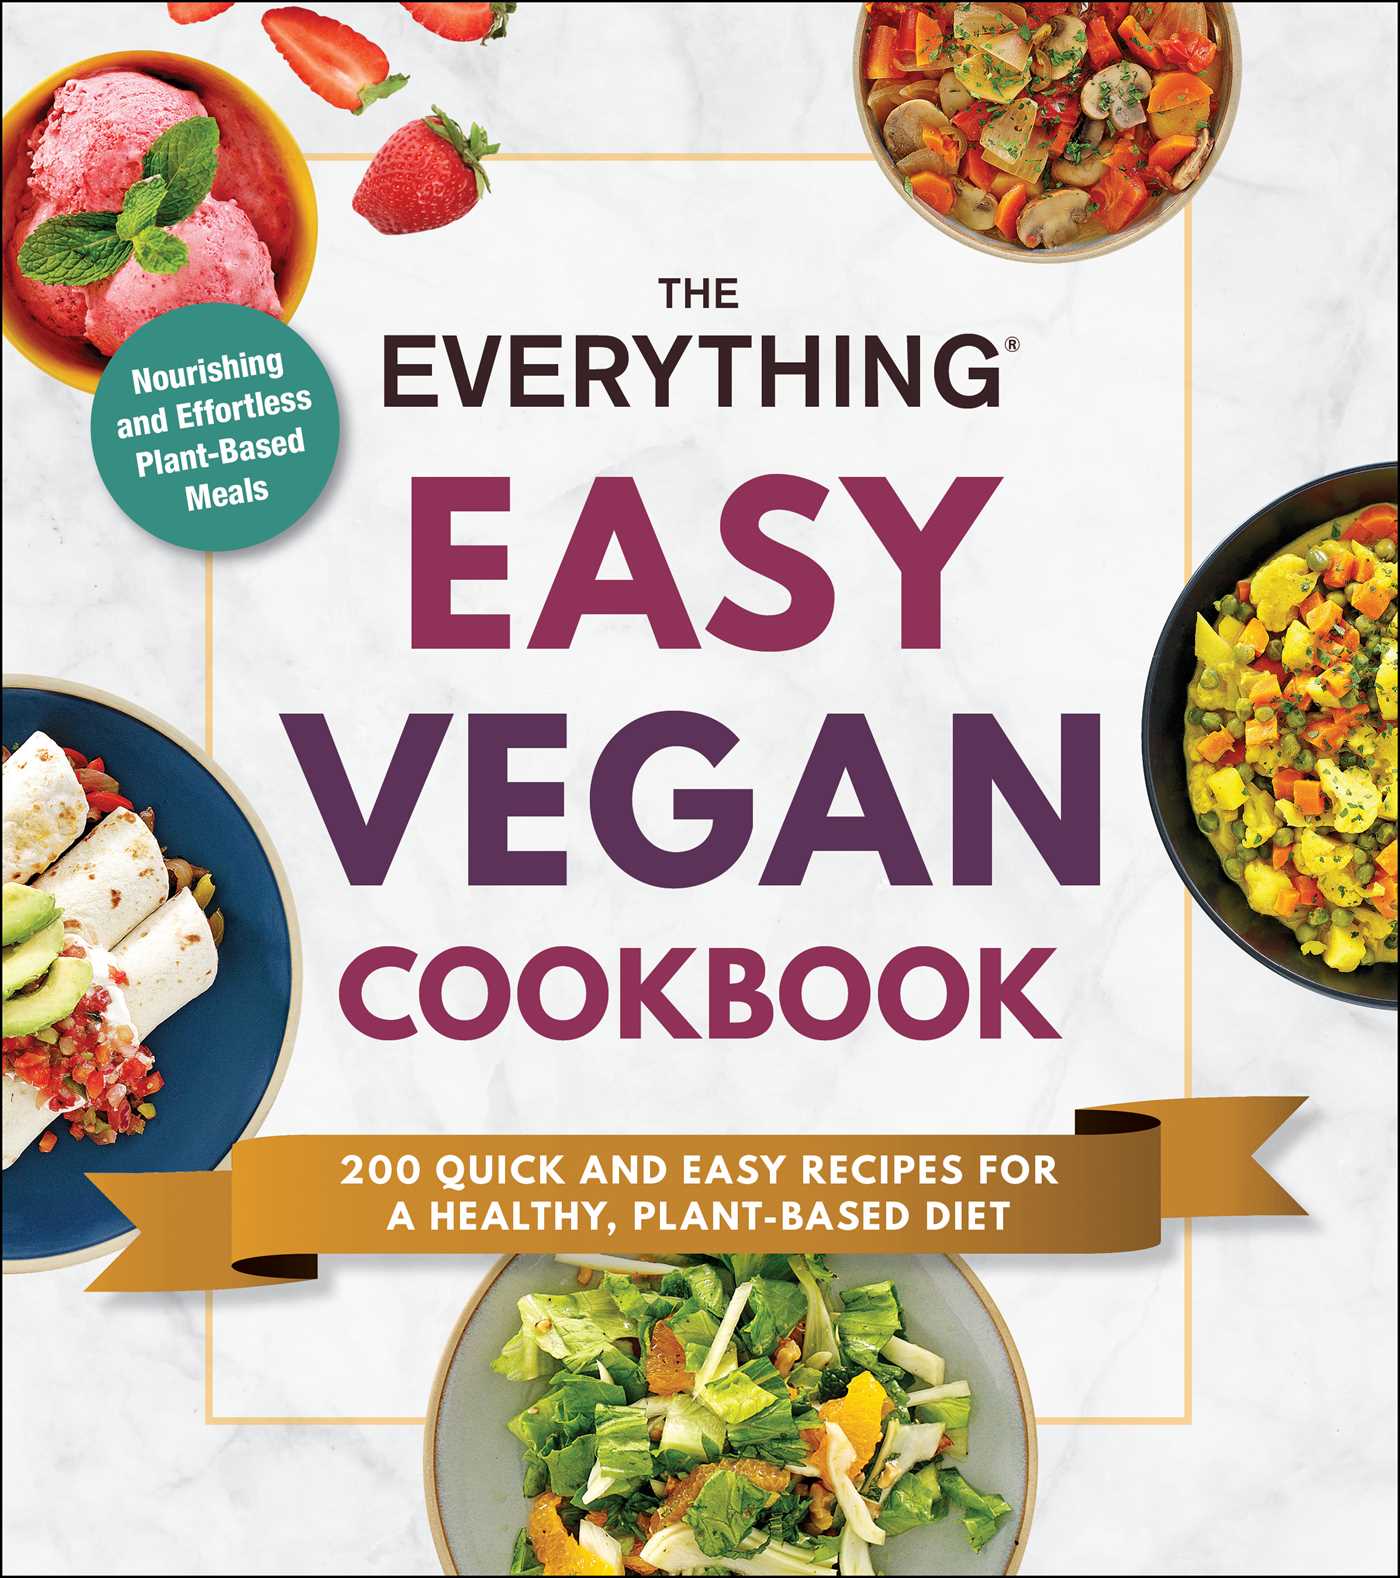 Nourishing
and Effortless
Plant-Based
Meals
THE
EVERYTHING®
EASY
VEGAN
COOKBOOK
200 QUICK AND EASY RECIPES FOR
A HEALTHY, PLANT-BASED DIET